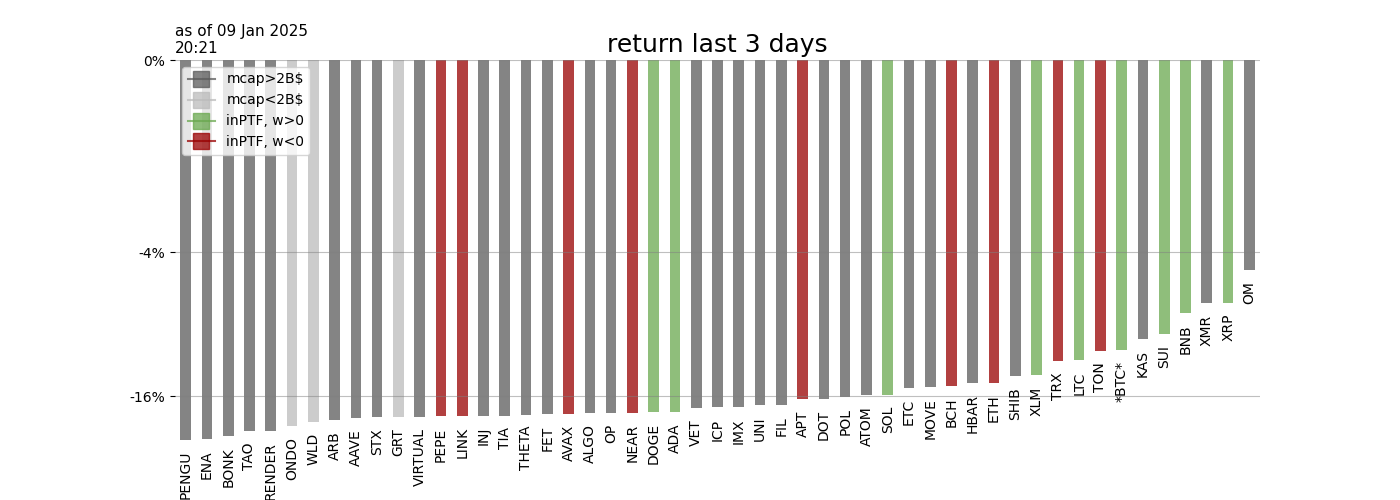 as of 09 Jan 2025
20:21
return last 3 days
0%
-4%
-16%
mcap>2B$
mcap<2B$
inPTF, w>0
inPTF, w<0
PENGU
ENA
BONK
TAO
RENDER
ONDO
WLD
ARB
AAVE
STX
GRT
VIRTUAL
PEPE
LINK
INJ
TIA
THETA
FET
AVAX
ALGO
OP
NEAR
DOGE
ADA
VET
ICP
IMX
UNI
FIL
APT
DOT
POL
ATOM
SOL
ETC
MOVE
BCH
HBAR
ETH
SHIB
XLM
TRX
LTC
TON
*BTC*
KAS
SUI
BNB
XMR
XRP
OM